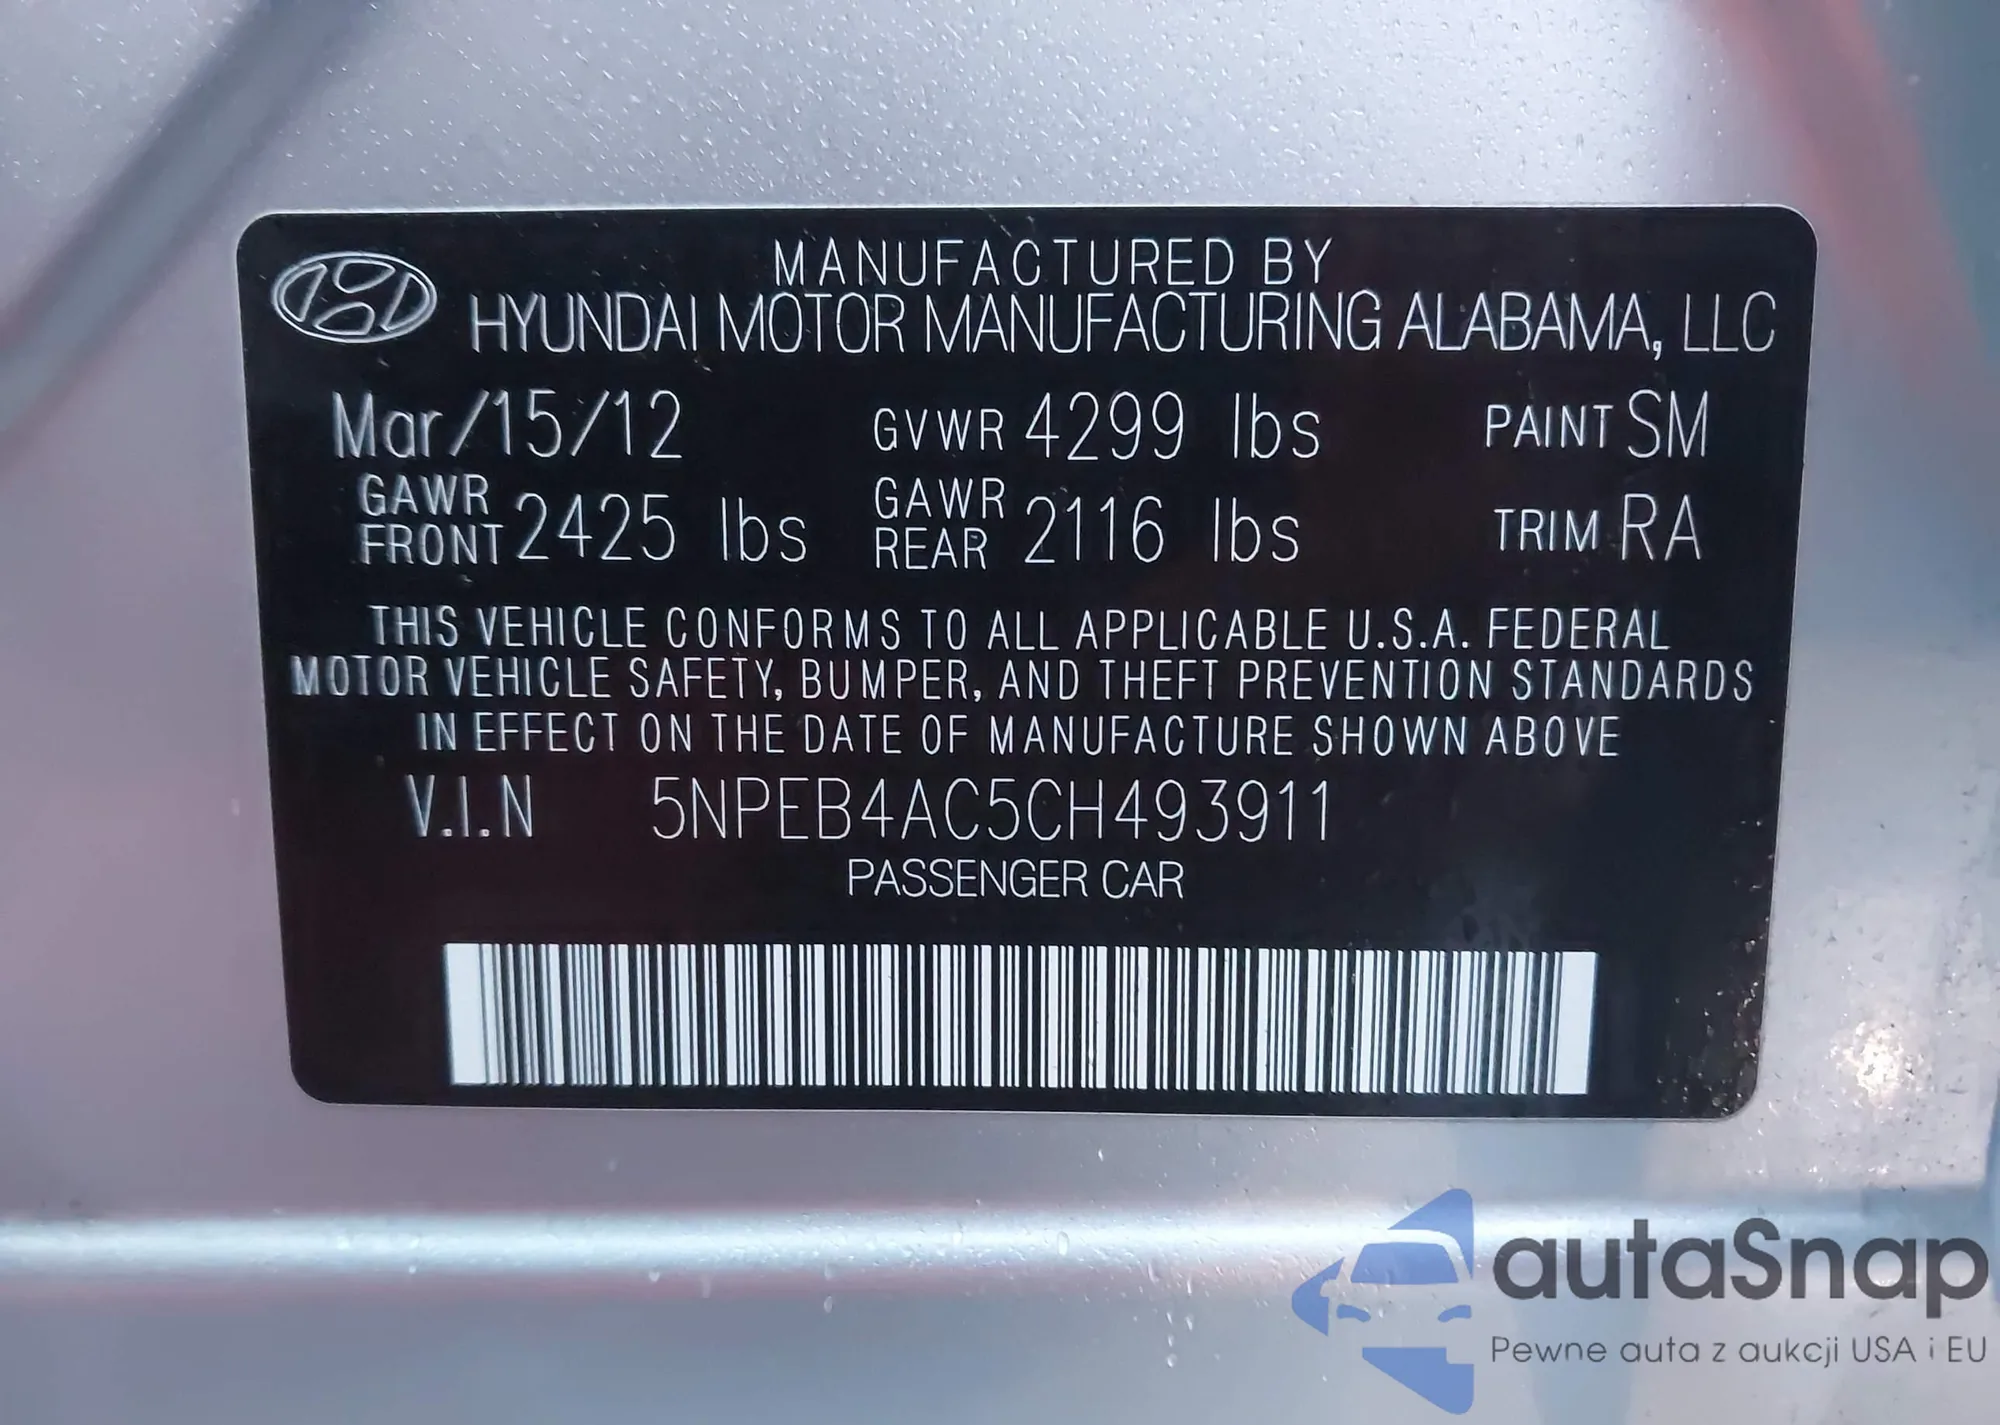 MANUFACTURED BY
HYUNDAI MOTOR MANUFACTURING ALABAMA, LLC
Mar/15/12 GVWR 4299 lbs PAINT SM
GAWR FRONT 2425 lbs GAWR REAR 2116 lbs TRIM RA
THIS VEHICLE CONFORMS TO ALL APPLICABLE U.S.A. FEDERAL
MOTOR VEHICLE SAFETY, BUMPER, AND THEFT PREVENTION STANDARDS
IN EFFECT ON THE DATE OF MANUFACTURE SHOWN ABOVE
V.I.N 5NPEB4AC5CH493911
PASSENGER CAR
autaSnap
Pewne auta z aukcji USA i EU